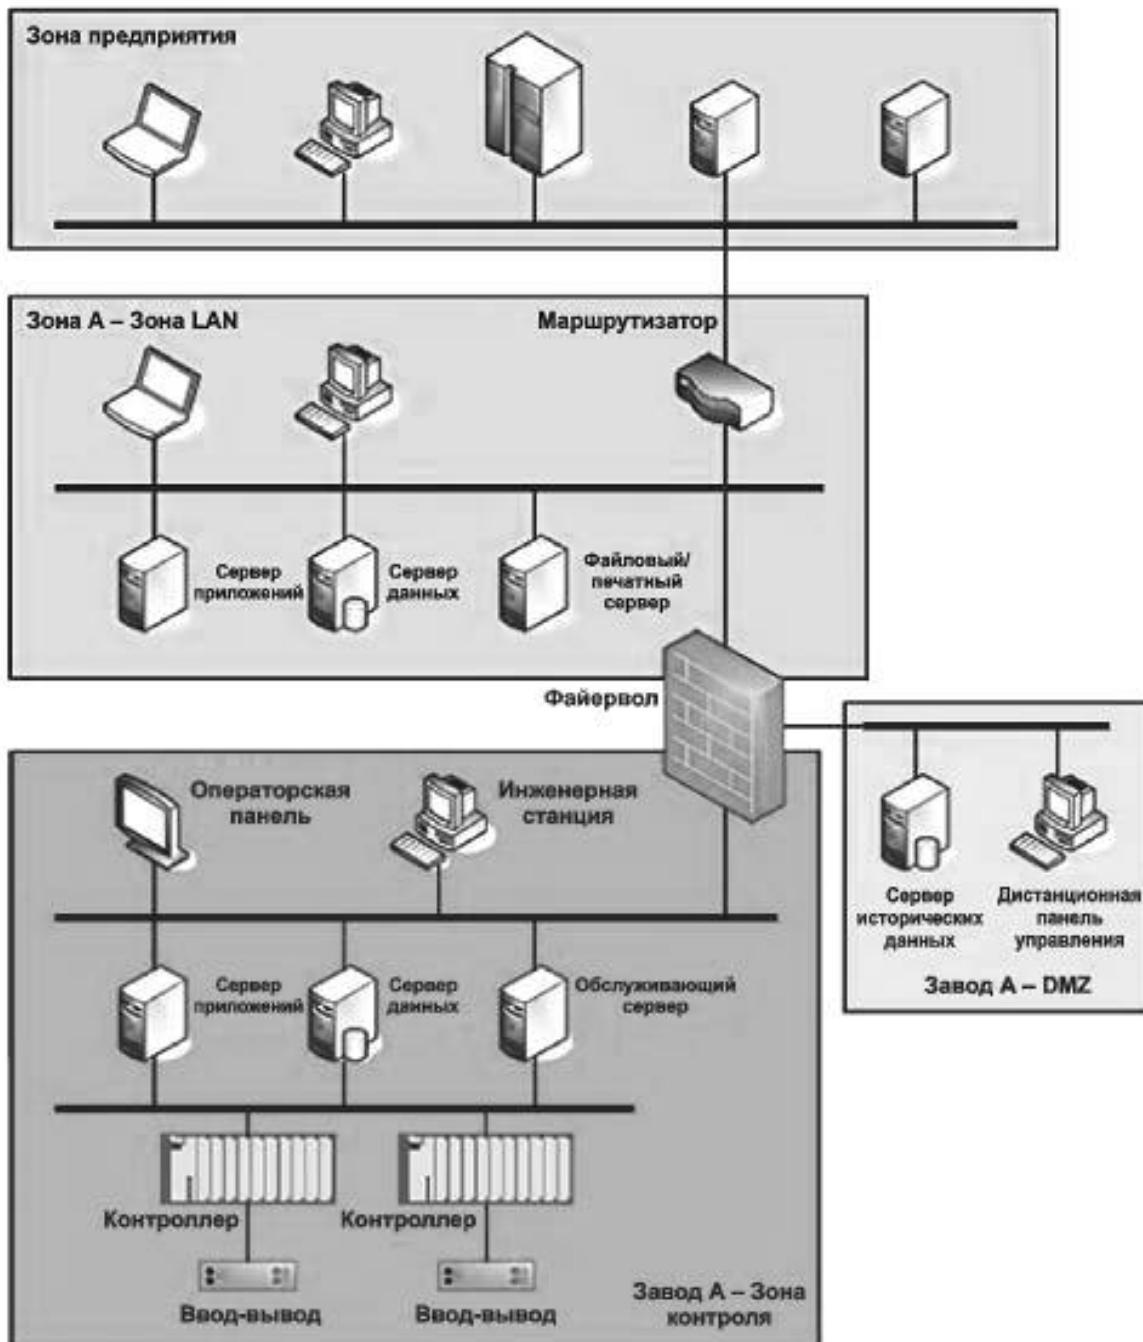 Зона предприятия
Зона А – Зона LAN
Маршрутизатор
Сервер
приложений
Сервер
данных
Файловый/
печатный
сервер
Файервол
Операторская
панель
Инженерная
станция
Сервер
исторических
данных
Дистанционная
панель
управления
Завод А – DMZ
Сервер
приложений
Сервер
данных
Обслуживающий
сервер
Контроллер
Контроллер
Ввод-вывод
Ввод-вывод
Завод А – Зона
контроля